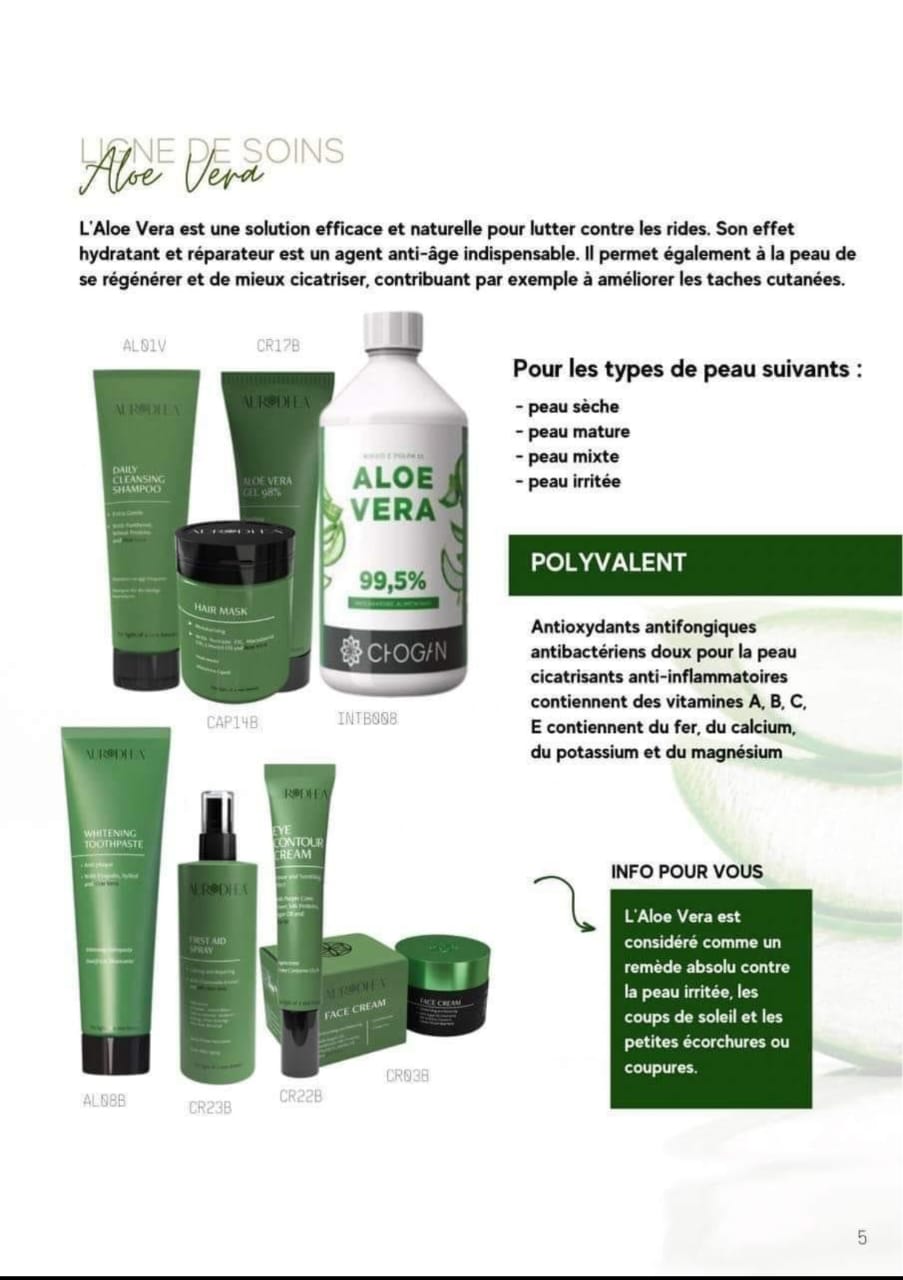 LIGNE DE SOINS
Aloe Vera
L'Aloe Vera est une solution efficace et naturelle pour lutter contre les rides. Son effet
hydratant et réparateur est un agent anti-âge indispensable. Il permet également à la peau de
se régénérer et de mieux cicatriser, contribuant par exemple à améliorer les taches cutanées.
AL01V
CR17B
AURODHEA
DAILY
CLEANSING
SHAMPOO
Extra Gentle
AURODHEA
ALOE VERA
GEL 98%
AURODHEA
HAIR MASK
Moisturising
ALOE
VERA
99,5%
INTEGRATORE ALIMENTARE
CHOGAN
CAP14B
INTB008
Pour les types de peau suivants :
- peau sèche
- peau mature
- peau mixte
- peau irritée
POLYVALENT
Antioxydants antifongiques
antibactériens doux pour la peau
cicatrisants anti-inflammatoires
contiennent des vitamines A, B, C,
E contiennent du fer, du calcium,
du potassium et du magnésium
AURODHEA
WHITENING
TOOTHPASTE
AL08B
AURODHEA
FIRST AID
SPRAY
CR23B
RODHEA
EYE
CONTOUR
CREAM
CR22B
AURODHEA
FACE CREAM
FACE CREAM
CR03B
INFO POUR VOUS
L'Aloe Vera est
considéré comme un
remède absolu contre
la peau irritée, les
coups de soleil et les
petites écorchures ou
coupures.
5